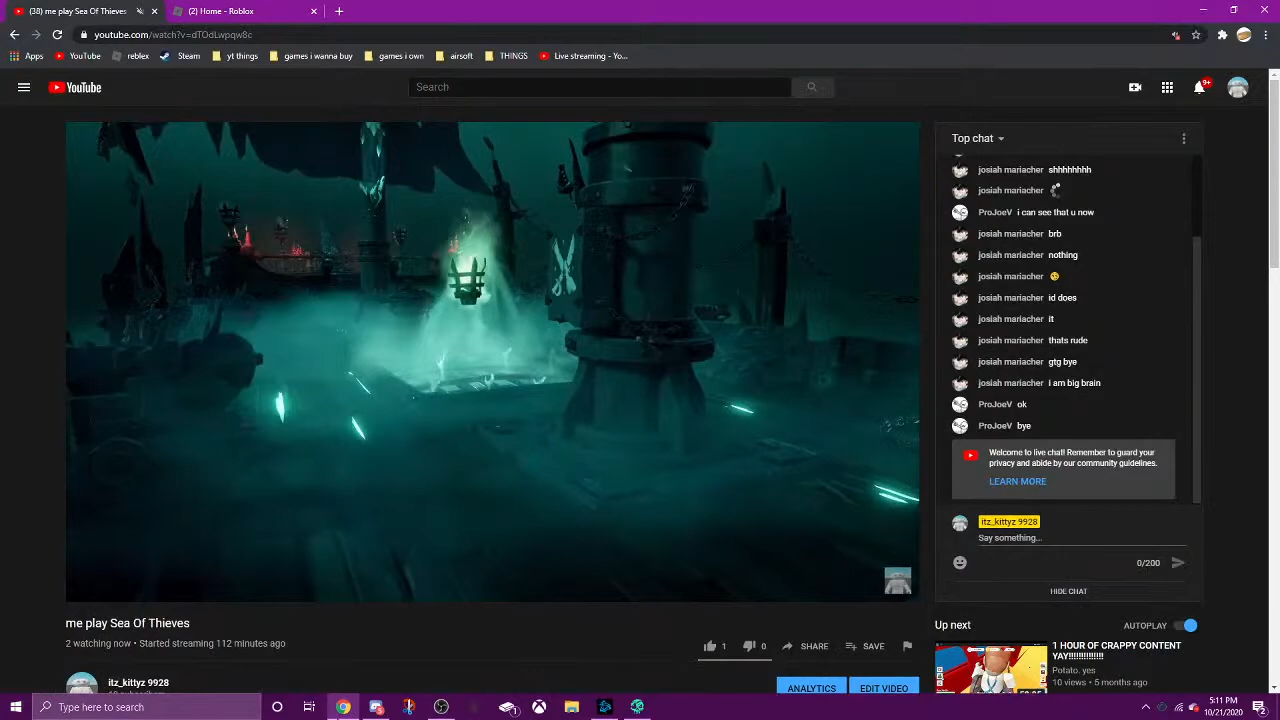 (38) me play Sea Of Thieves
(2) Home - Roblox
youtube.com/watch?v=dTOdLwpqw8c
Apps
YouTube
reblex
Steam
yt things
games i wanna buy
games i own
airsoft
THINGS
Live streaming - Yo...
YouTube
Search
9+
Top chat
josiah mariacher shhhhhhhh
josiah mariacher
ProJoeV i can see that u now
josiah mariacher brb
josiah mariacher nothing
josiah mariacher
josiah mariacher id does
josiah mariacher it
josiah mariacher thats rude
josiah mariacher gtg bye
josiah mariacher i am big brain
ProJoeV ok
ProJoeV bye
Welcome to live chat! Remember to guard your
privacy and abide by our community guidelines.
LEARN MORE
itz_kittyz 9928
Say something...
0/200
HIDE CHAT
me play Sea Of Thieves
2 watching now • Started streaming 112 minutes ago
1
0
SHARE
SAVE
Up next
AUTOPLAY
1 HOUR OF CRAPPY CONTENT
YAY!!!!!!!!!!!!!!
Potato. yes
10 views • 5 months ago
itz_kittyz 9928
ANALYTICS
EDIT VIDEO
Type here to search
5:11 PM
10/21/2020